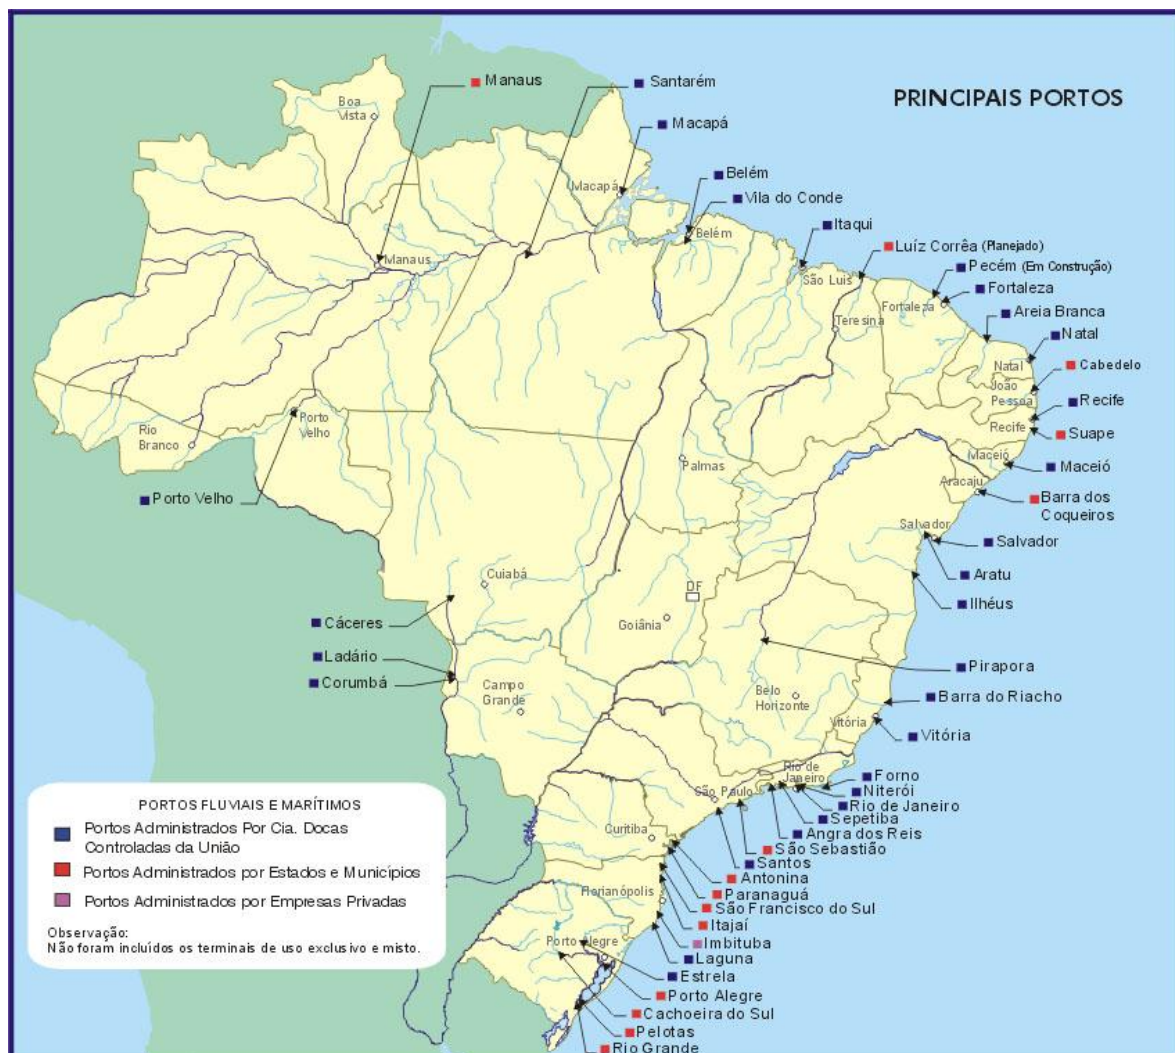 PRINCIPAIS PORTOS
Manaus
Santarém
Macapá
Belém
Vila do Conde
Itaqui
Luíz Corrêa (Planejado)
Pecém (Em Construção)
Fortaleza
Areia Branca
Natal
Cabedelo
Recife
Suape
Maceió
Barra dos
Coqueiros
Salvador
Aratu
Ilhéus
Pirapora
Barra do Riacho
Vitória
Forno
Niterói
Rio de Janeiro
Sepetiba
Angra dos Reis
São Sebastião
Santos
Antonina
Paranaguá
São Francisco do Sul
Itajaí
Imbituba
Laguna
Estrela
Porto Alegre
Cachoeira do Sul
Pelotas
Rio Grande
Porto Velho
Cáceres
Ladário
Corumbá
Boa
Vista
Macapá
Manaus
Belém
São Luis
Teresina
Fortaleza
Natal
João
Pessoa
Recife
Maceió
Aracaju
Salvador
Palmas
Porto
Velho
Rio
Branco
Cuiabá
DF
Goiânia
Campo
Grande
Belo
Horizonte
Vitória
Rio de
Janeiro
São Paulo
Curitiba
Florianópolis
Porto Alegre
PORTOS FLUVIAIS E MARÍTIMOS
Portos Administrados Por Cia. Docas
Controladas da União
Portos Administrados por Estados e Municípios
Portos Administrados por Empresas Privadas
Observação:
Não foram incluídos os terminais de uso exclusivo e misto.